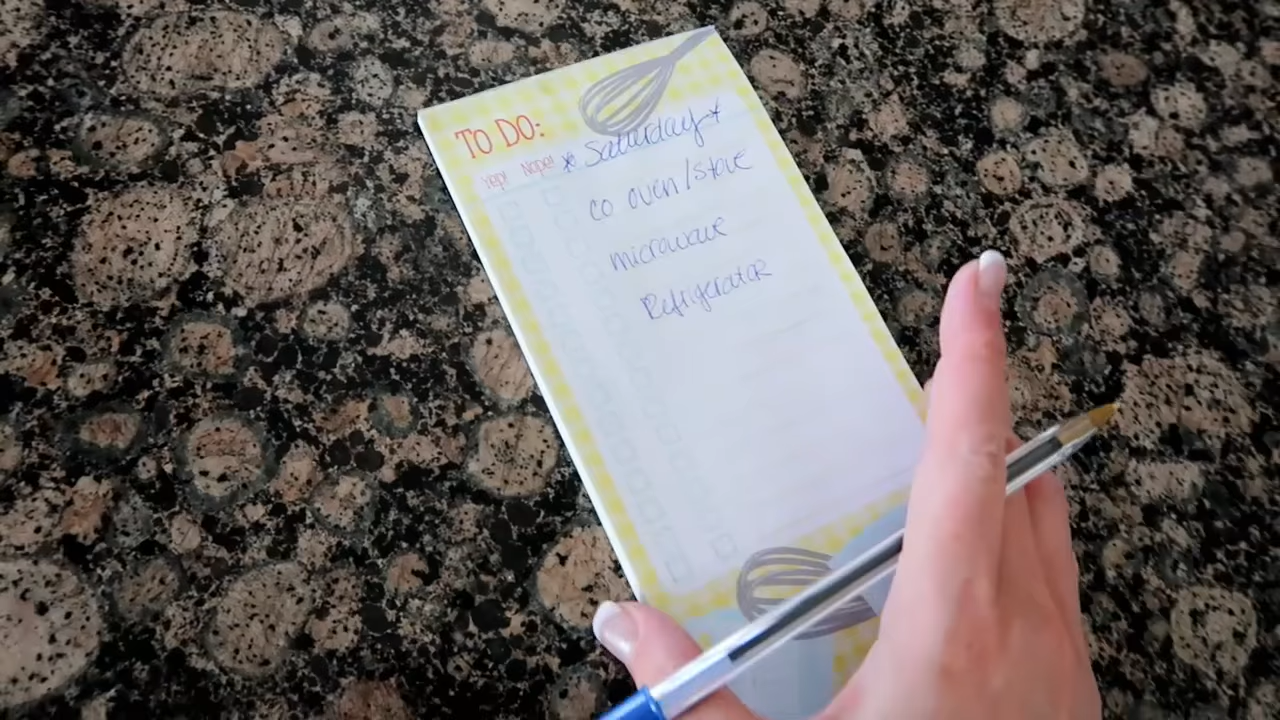 TO DO:
Yep! Nope! * Saturday *
co oven/stove
microwave
Refrigerator